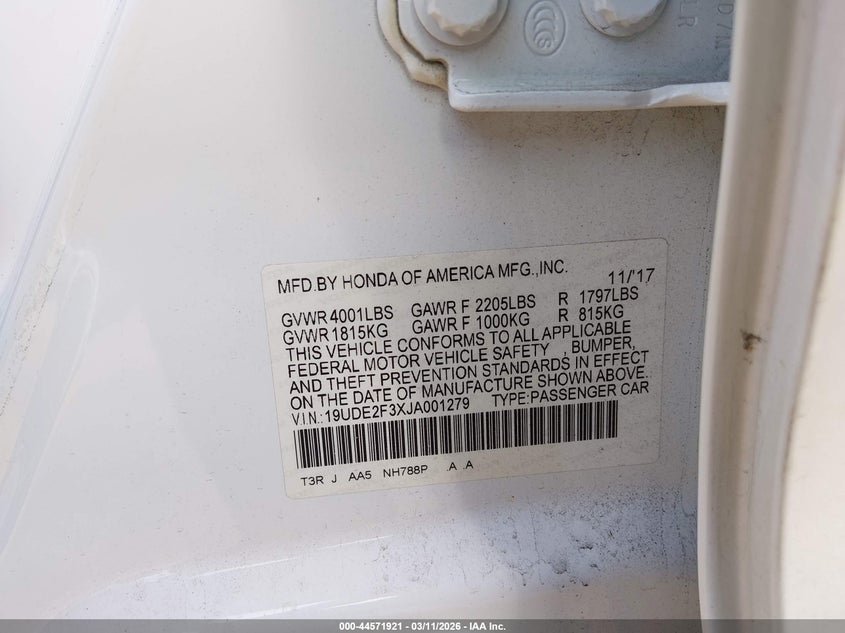 D7N
LR
CCC S
MFD.BY HONDA OF AMERICA MFG.,INC. 11/'17
GVWR 4001LBS GAWR F 2205LBS R 1797LBS
GVWR 1815KG GAWR F 1000KG R 815KG
THIS VEHICLE CONFORMS TO ALL APPLICABLE
FEDERAL MOTOR VEHICLE SAFETY , BUMPER,
AND THEFT PREVENTION STANDARDS IN EFFECT
ON THE DATE OF MANUFACTURE SHOWN ABOVE.
V.I.N.:19UDE2F3XJA001279 TYPE:PASSENGER CAR
T3R J AA5 NH788P .A .A
000-44571921 - 03/11/2026 - IAA Inc.